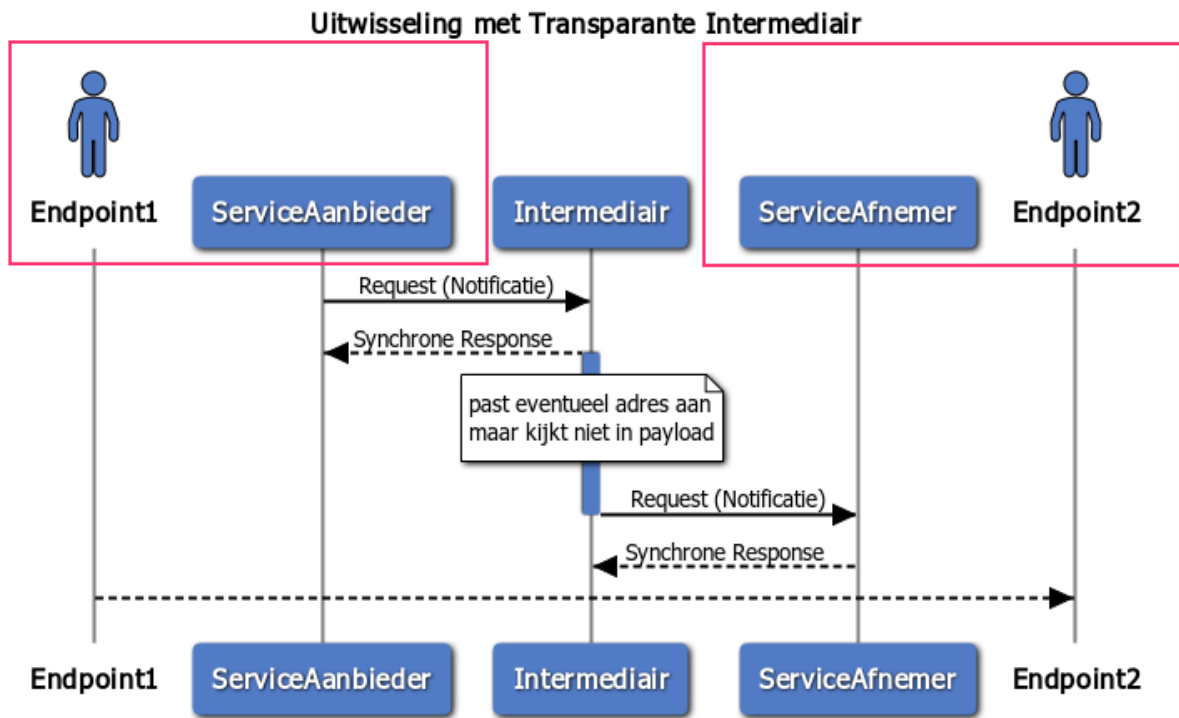 Uitwisseling met Transparante Intermediair
Endpoint1
ServiceAanbieder
Intermediair
ServiceAfnemer
Endpoint2
Request (Notificatie)
Synchrone Response
past eventueel adres aan
maar kijkt niet in payload
Request (Notificatie)
Synchrone Response
Endpoint1
ServiceAanbieder
Intermediair
ServiceAfnemer
Endpoint2